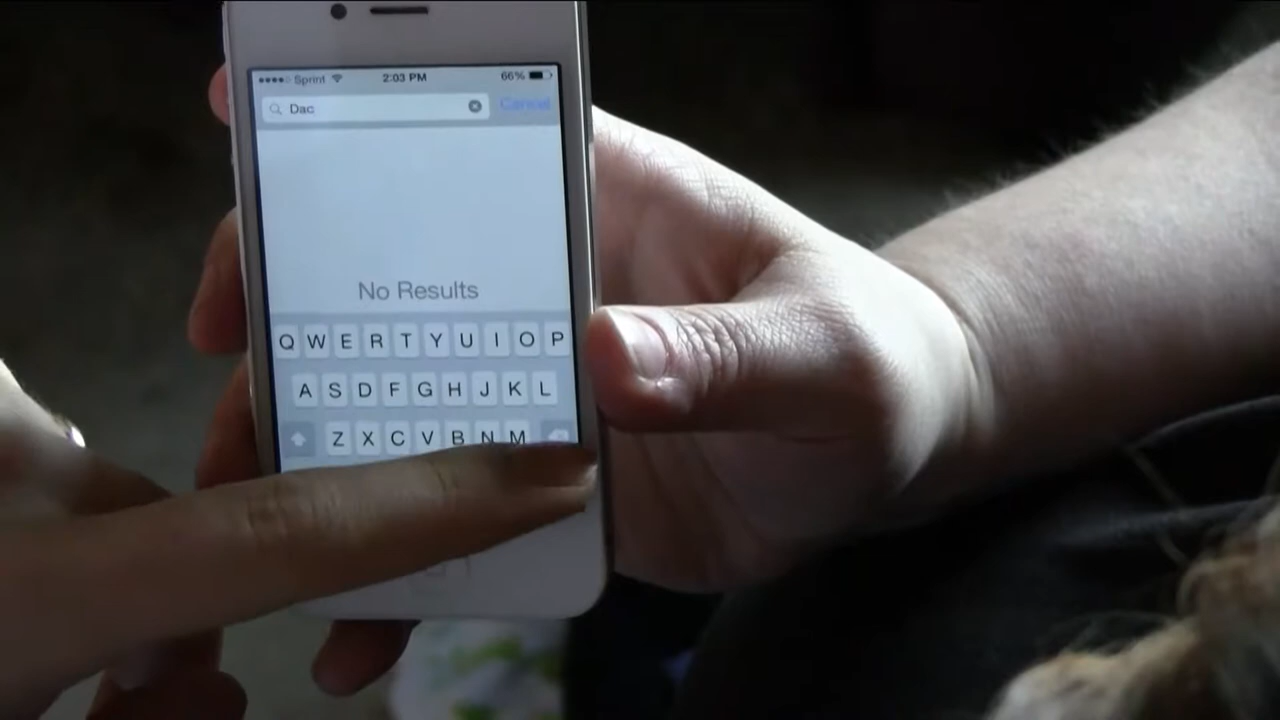 Sprint 2:03 PM 66%
Dac Cancel
No Results
Q W E R T Y U I O P
A S D F G H J K L
Z X C V B N M